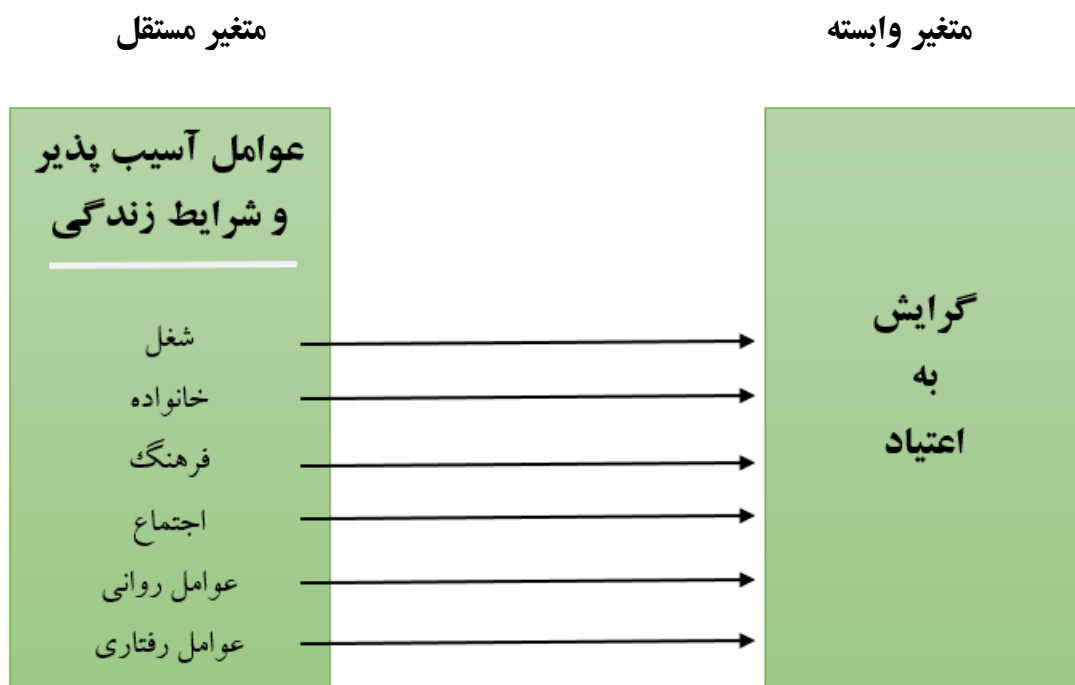 متغیر وابسته
متغیر مستقل
عوامل آسیب پذیر
و شرایط زندگی
شغل
خانواده
فرهنگ
اجتماع
عوامل روانی
عوامل رفتاری
گرایش
به
اعتیاد